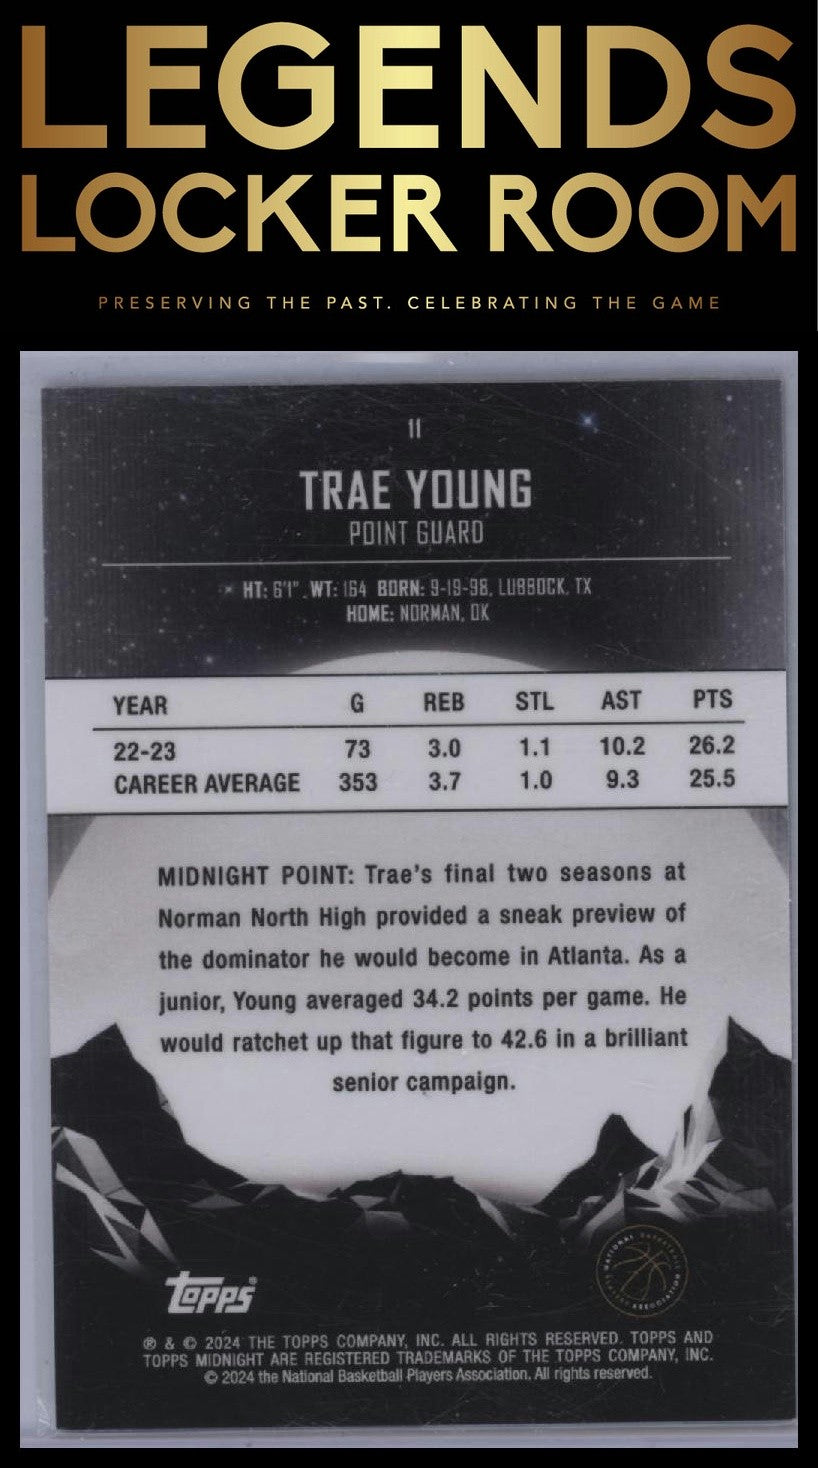 LEGENDS
LOCKER ROOM
PRESERVING THE PAST. CELEBRATING THE GAME
11
TRAE YOUNG
POINT GUARD
HT: 6'1" WT: 164 BORN: 9-19-98, LUBBOCK, TX
HOME: NORMAN, OK
YEAR G REB STL AST PTS
22-23 73 3.0 1.1 10.2 26.2
CAREER AVERAGE 353 3.7 1.0 9.3 25.5
MIDNIGHT POINT: Trae's final two seasons at
Norman North High provided a sneak preview of
the dominator he would become in Atlanta. As a
junior, Young averaged 34.2 points per game. He
would ratchet up that figure to 42.6 in a brilliant
senior campaign.
Topps®
NATIONAL BASKETBALL PLAYERS ASSOCIATION
® & © 2024 THE TOPPS COMPANY, INC. ALL RIGHTS RESERVED. TOPPS AND
TOPPS MIDNIGHT ARE REGISTERED TRADEMARKS OF THE TOPPS COMPANY, INC.
© 2024 the National Basketball Players Association. All rights reserved.